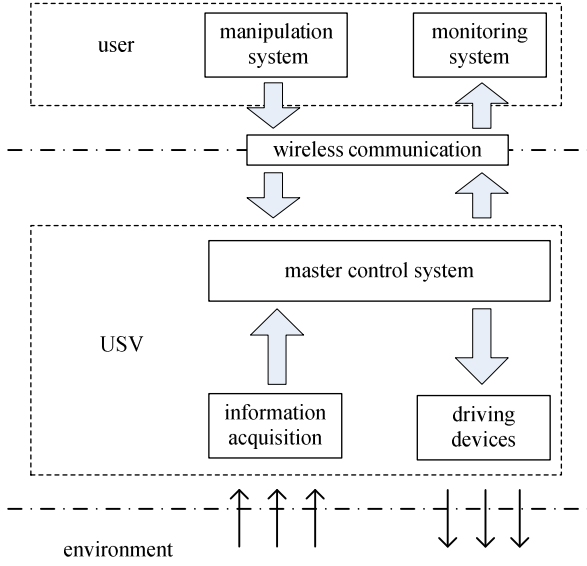 user
manipulation
system
monitoring
system
wireless communication
master control system
USV
information
acquisition
driving
devices
environment